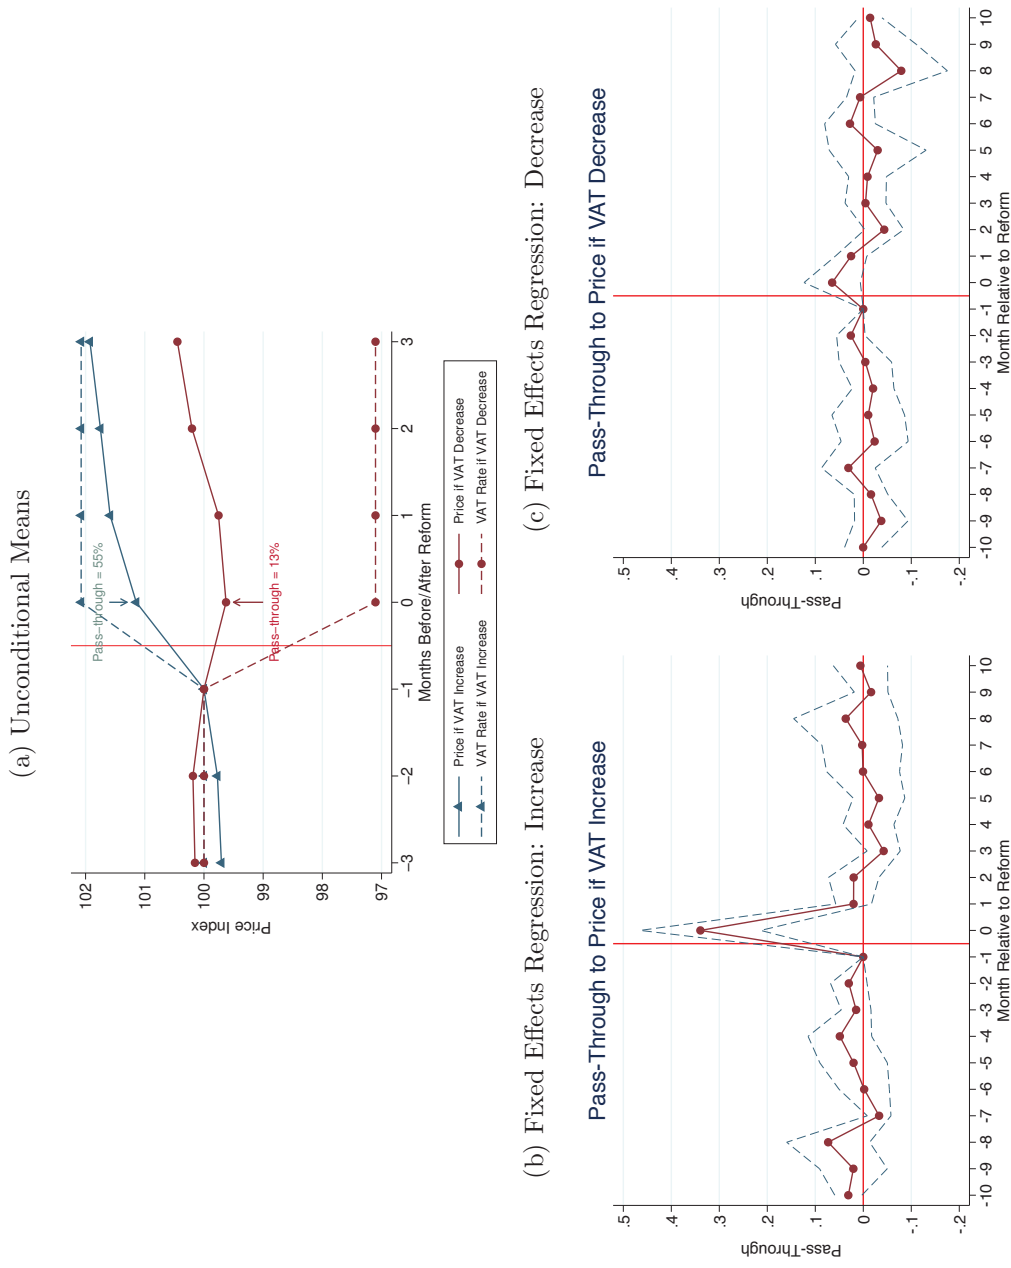 (a) Unconditional Means
Price Index
102
101
100
99
98
97
Pass−through = 55%
Pass−through = 13%
−3
−2
−1
0
1
2
3
Months Before/After Reform
Price if VAT Increase
Price if VAT Decrease
VAT Rate if VAT Increase
VAT Rate if VAT Decrease
(b) Fixed Effects Regression: Increase
Pass-Through to Price if VAT Increase
Pass-Through
.5
.4
.3
.2
.1
0
-.1
-.2
-10 -9 -8 -7 -6 -5 -4 -3 -2 -1 0 1 2 3 4 5 6 7 8 9 10
Month Relative to Reform
(c) Fixed Effects Regression: Decrease
Pass-Through to Price if VAT Decrease
Pass-Through
.5
.4
.3
.2
.1
0
-.1
-.2
-10 -9 -8 -7 -6 -5 -4 -3 -2 -1 0 1 2 3 4 5 6 7 8 9 10
Month Relative to Reform